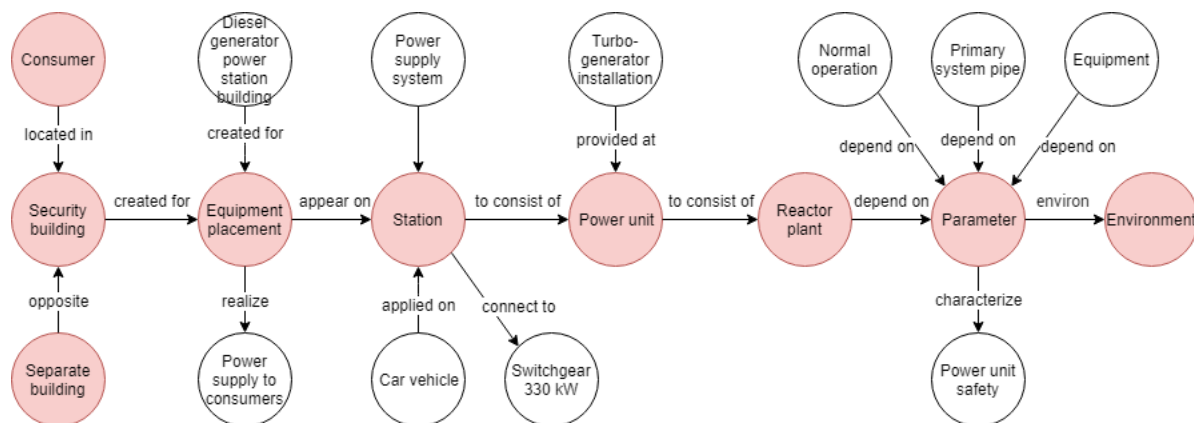 Consumer
Diesel
generator
power
station
building
Power
supply
system
Turbo-
generator
installation
Normal
operation
Primary
system pipe
Equipment
located in
created for
provided at
depend on
depend on
depend on
Security
building
created for
Equipment
placement
appear on
Station
to consist of
Power unit
to consist of
Reactor
plant
depend on
Parameter
environ
Environment
opposite
realize
applied on
connect to
characterize
Separate
building
Power
supply to
consumers
Car vehicle
Switchgear
330 kW
Power unit
safety